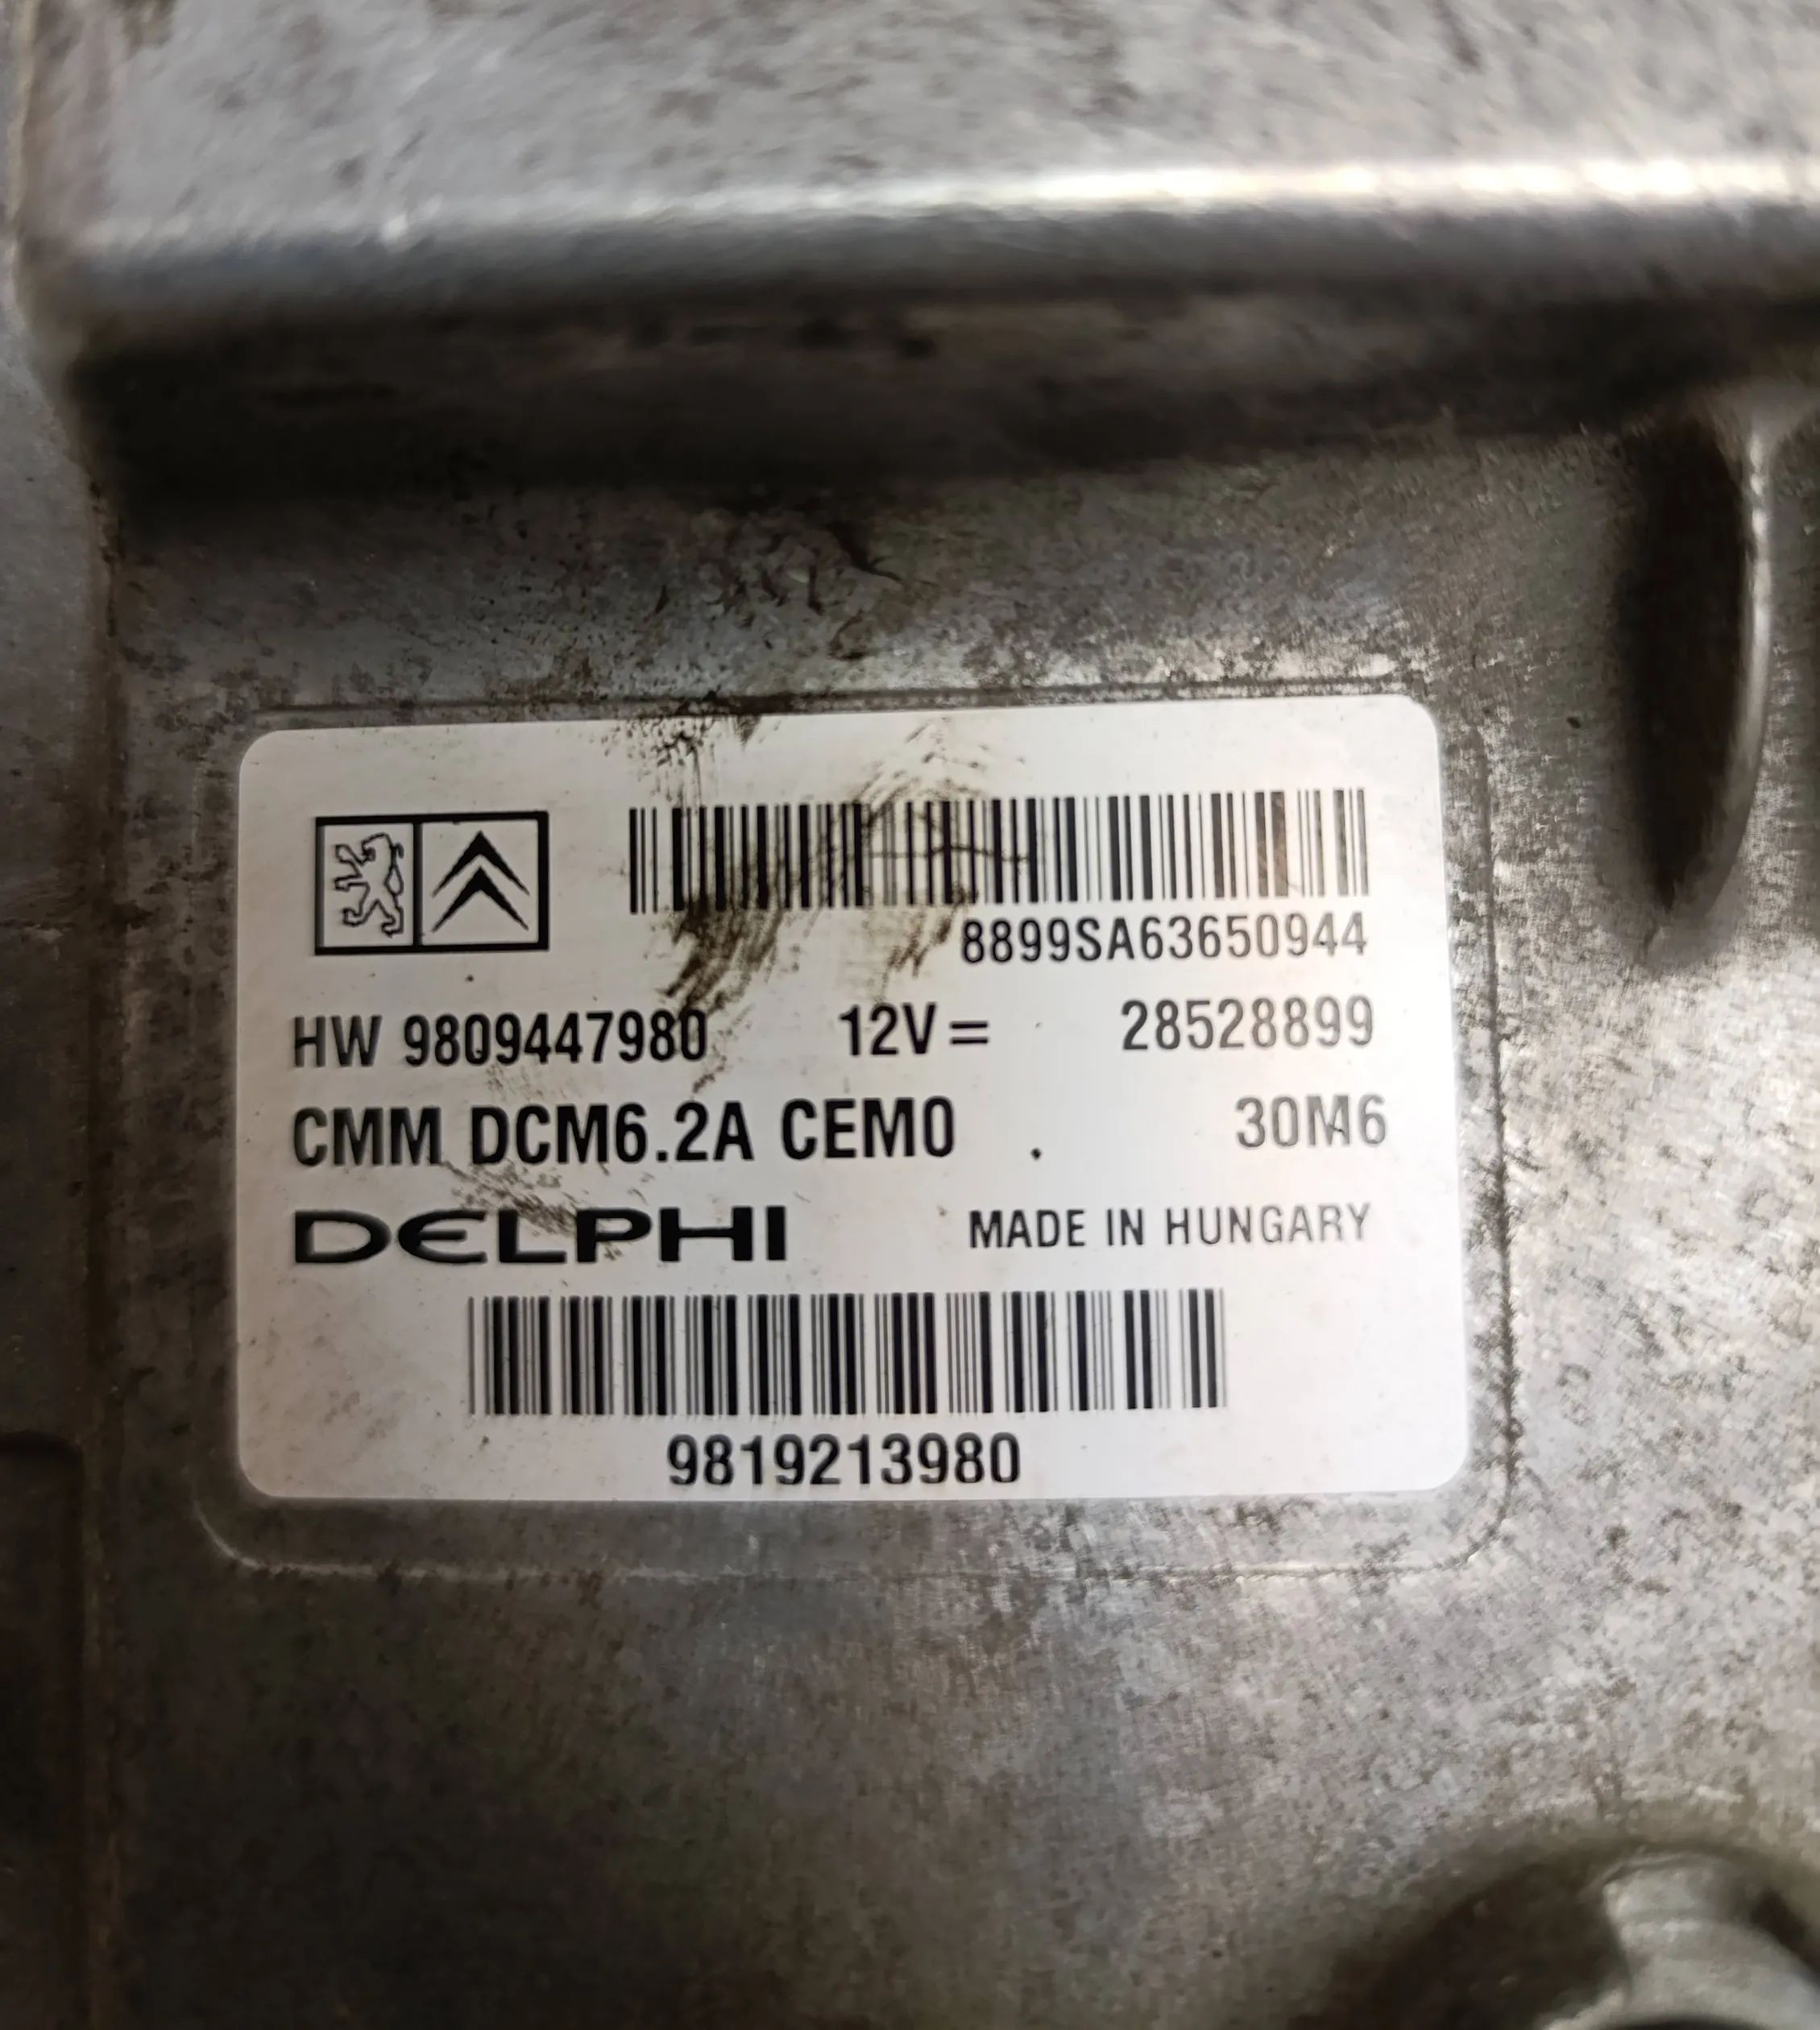 8899SA63650944
HW 9809447980 12V= 28528899
CMM DCM6.2A CEM0 . 30M6
DELPHI MADE IN HUNGARY
9819213980